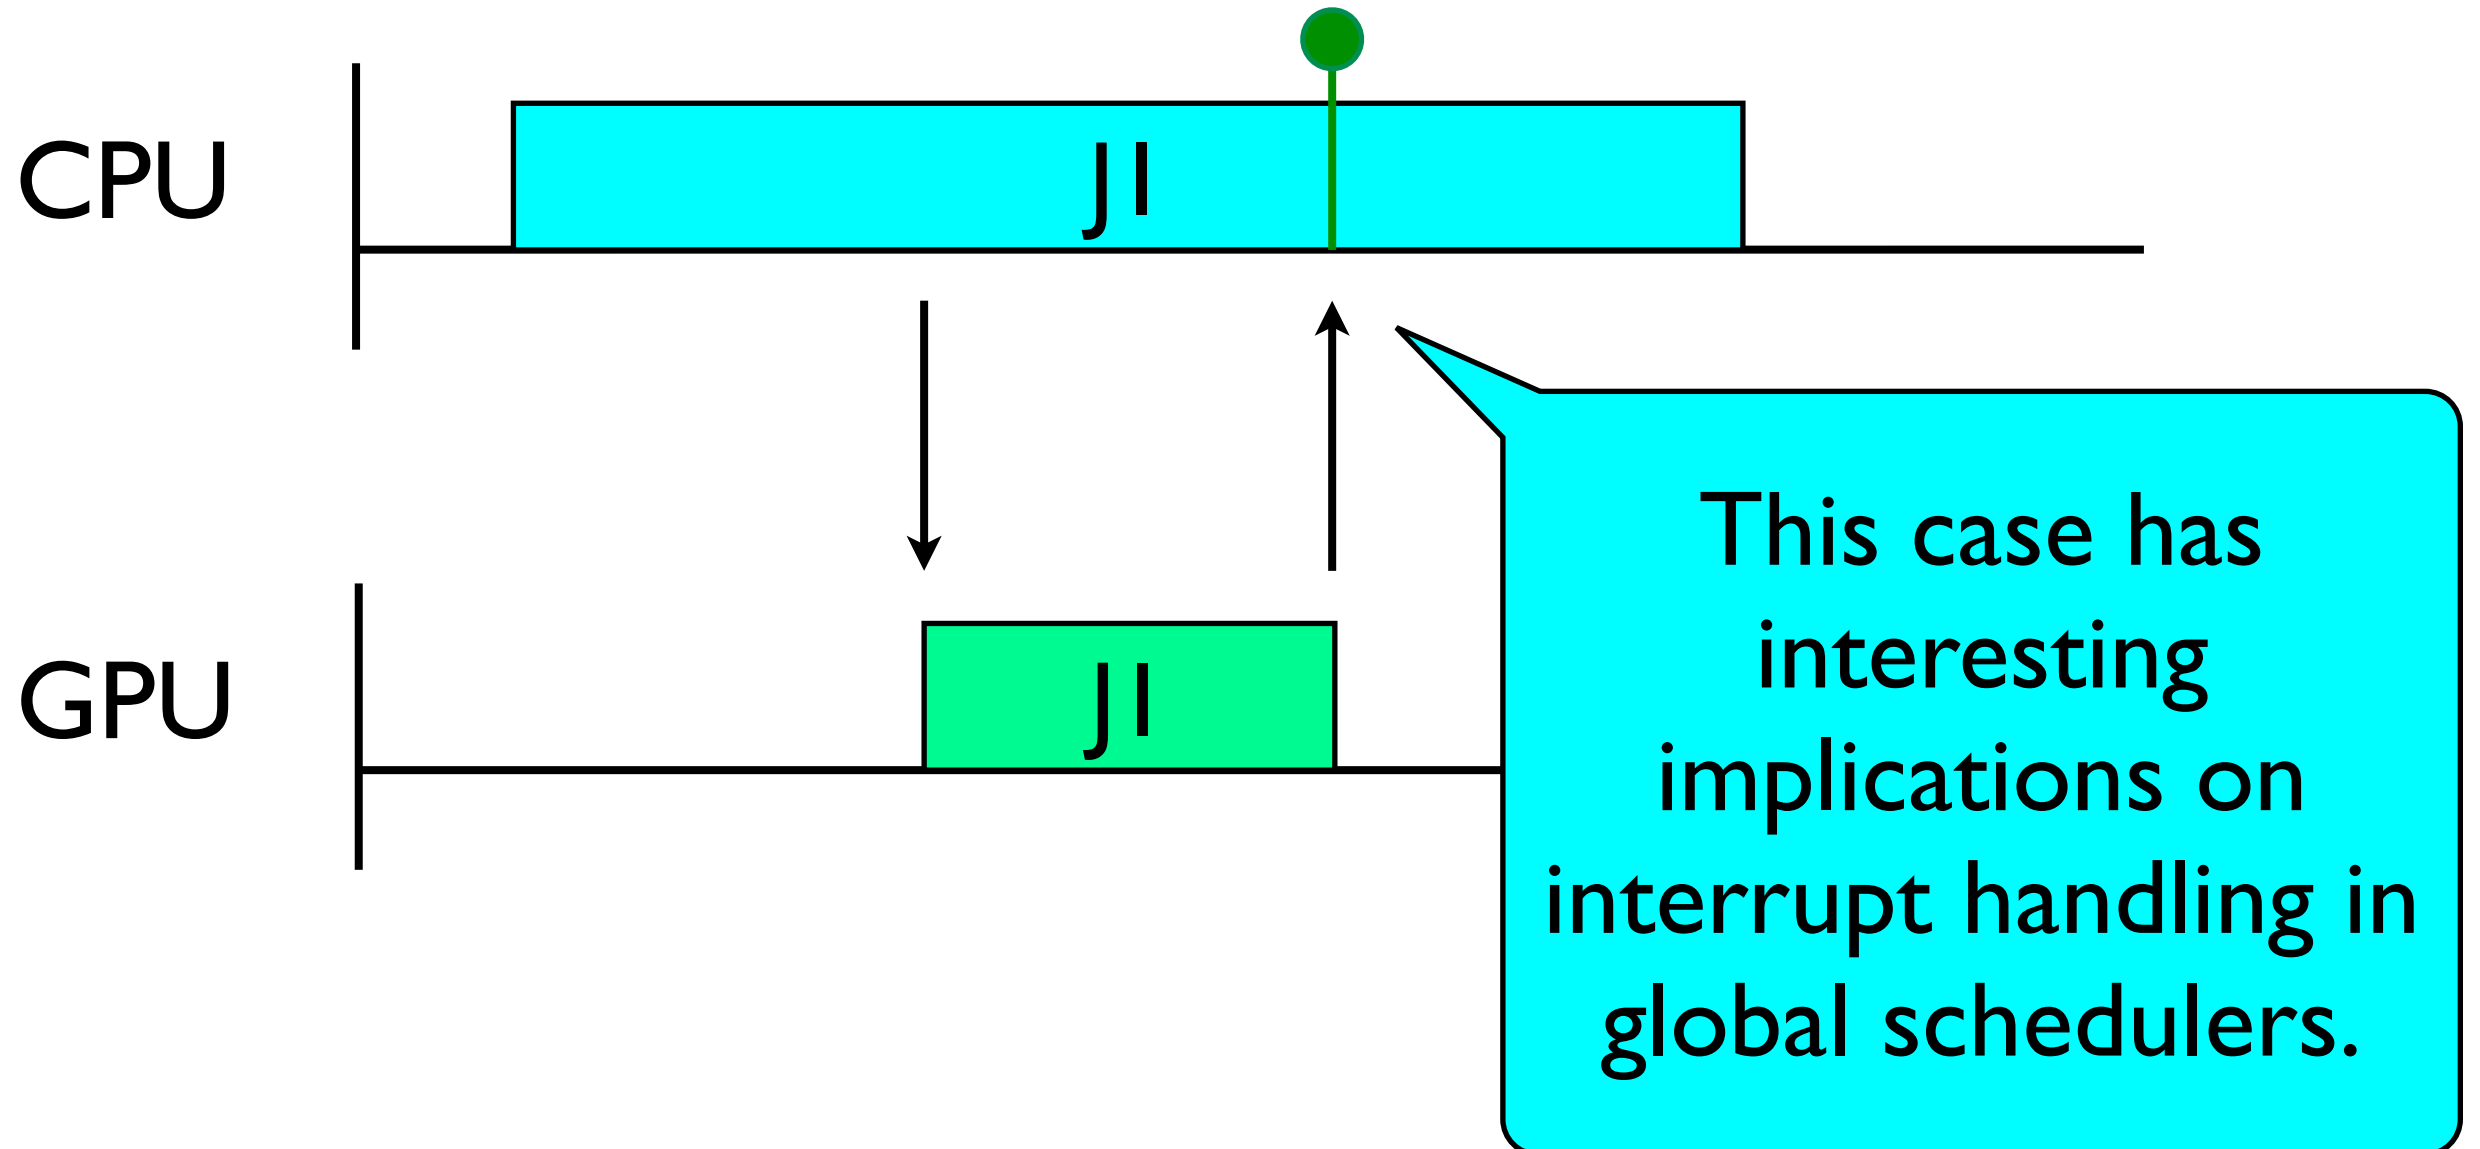 CPU
J1
GPU
J1
This case has
interesting
implications on
interrupt handling in
global schedulers.